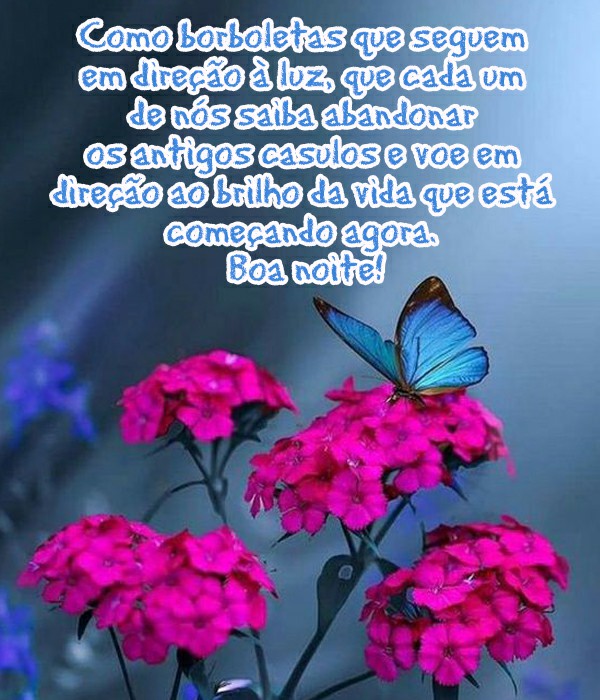 Como borboletas que seguem
em direção à luz, que cada um
de nós saiba abandonar
os antigos casulos e voe em
direção ao brilho da vida que está
começando agora.
Boa noite!